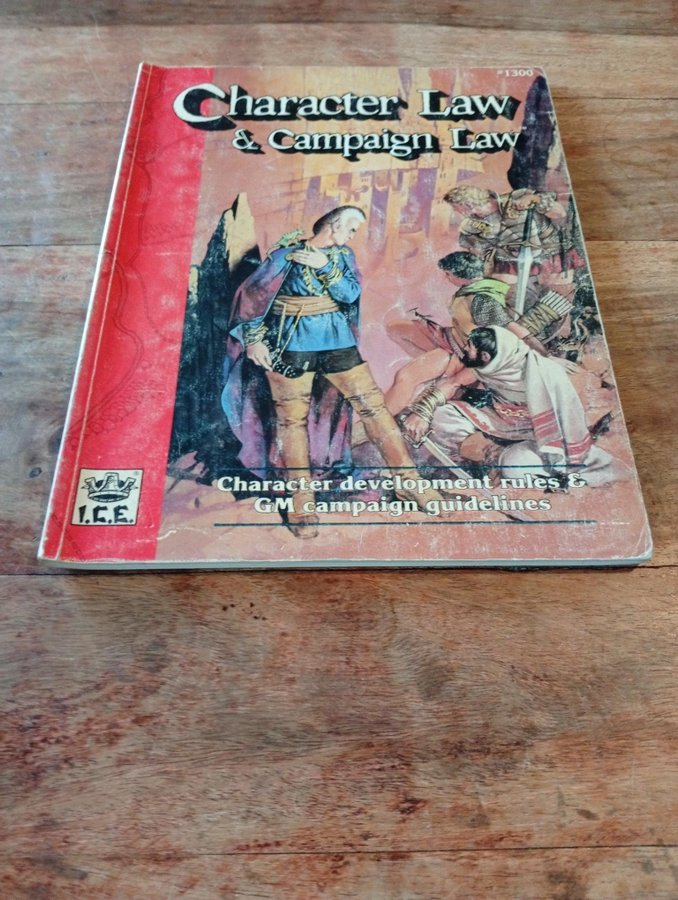 #1300
Character Law
& Campaign Law
Character development rules &
GM campaign guidelines
I.C.E.
®